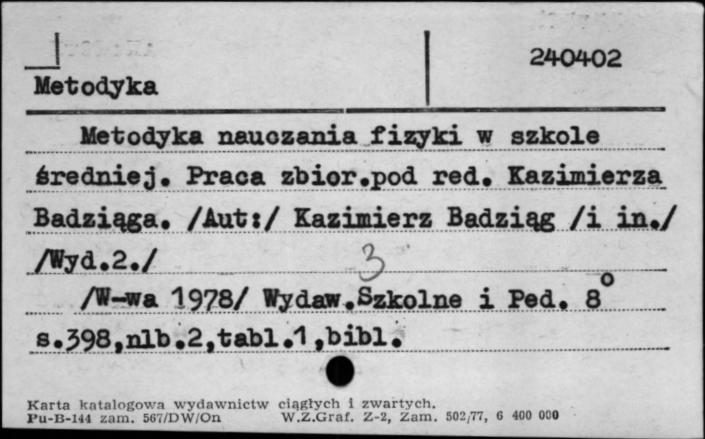 240402
Metodyka
Metodyka nauczania fizyki w szkole
średniej. Praca zbior.pod red. Kazimierza
Badziąga. /Aut:/ Kazimierz Badziąg /i in./
/Wyd.2./
3
/W-wa 1978/ Wydaw.Szkolne i Ped. 8°
s.398,nlb.2,tabl.1,bibl.
Karta katalogowa wydawnictw ciągłych i zwartych.
Pu-B-144 zam. 567/DW/On W.Z.Graf. Z-2, Zam. 502/77, 6 400 000